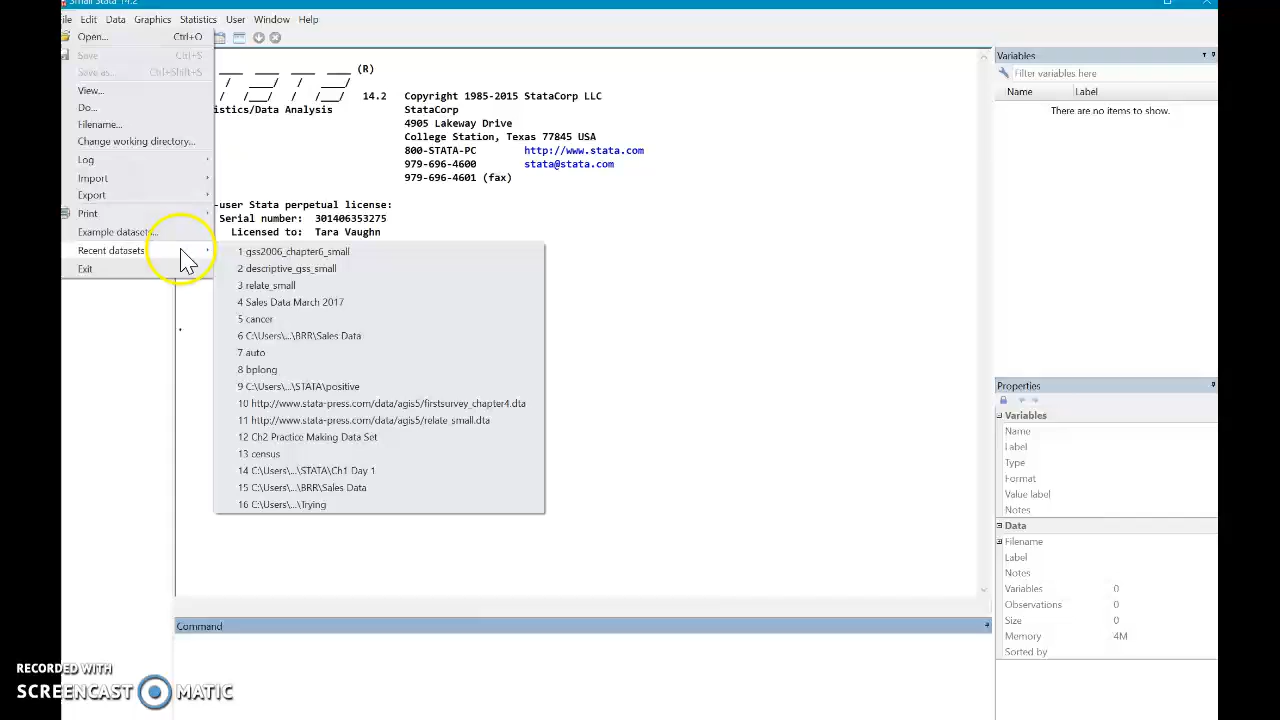 Small Stata 14.2
File Edit Data Graphics Statistics User Window Help
Open... Ctrl+O
Save Ctrl+S
Save as... Ctrl+Shift+S
View...
Do...
Filename...
Change working directory...
Log
Import
Export
Print
Example datasets...
Recent datasets
Exit
1 gss2006_chapter6_small
2 descriptive_gss_small
3 relate_small
4 Sales Data March 2017
5 cancer
6 C:\Users\...\BRR\Sales Data
7 auto
8 bplong
9 C:\Users\...\STATA\positive
10 http://www.stata-press.com/data/agis5/firstsurvey_chapter4.dta
11 http://www.stata-press.com/data/agis5/relate_small.dta
12 Ch2 Practice Making Data Set
13 census
14 C:\Users\...\STATA\Ch1 Day 1
15 C:\Users\...\BRR\Sales Data
16 C:\Users\...\Trying
(R)
14.2 Copyright 1985-2015 StataCorp LLC
istics/Data Analysis StataCorp
4905 Lakeway Drive
College Station, Texas 77845 USA
800-STATA-PC http://www.stata.com
979-696-4600 stata@stata.com
979-696-4601 (fax)
-user Stata perpetual license:
Serial number: 301406353275
Licensed to: Tara Vaughn
Command
Variables
Filter variables here
Name Label
There are no items to show.
Properties
Variables
Name
Label
Type
Format
Value label
Notes
Data
Filename
Label
Notes
Variables 0
Observations 0
Size 0
Memory 4M
Sorted by
RECORDED WITH
SCREENCAST MATIC